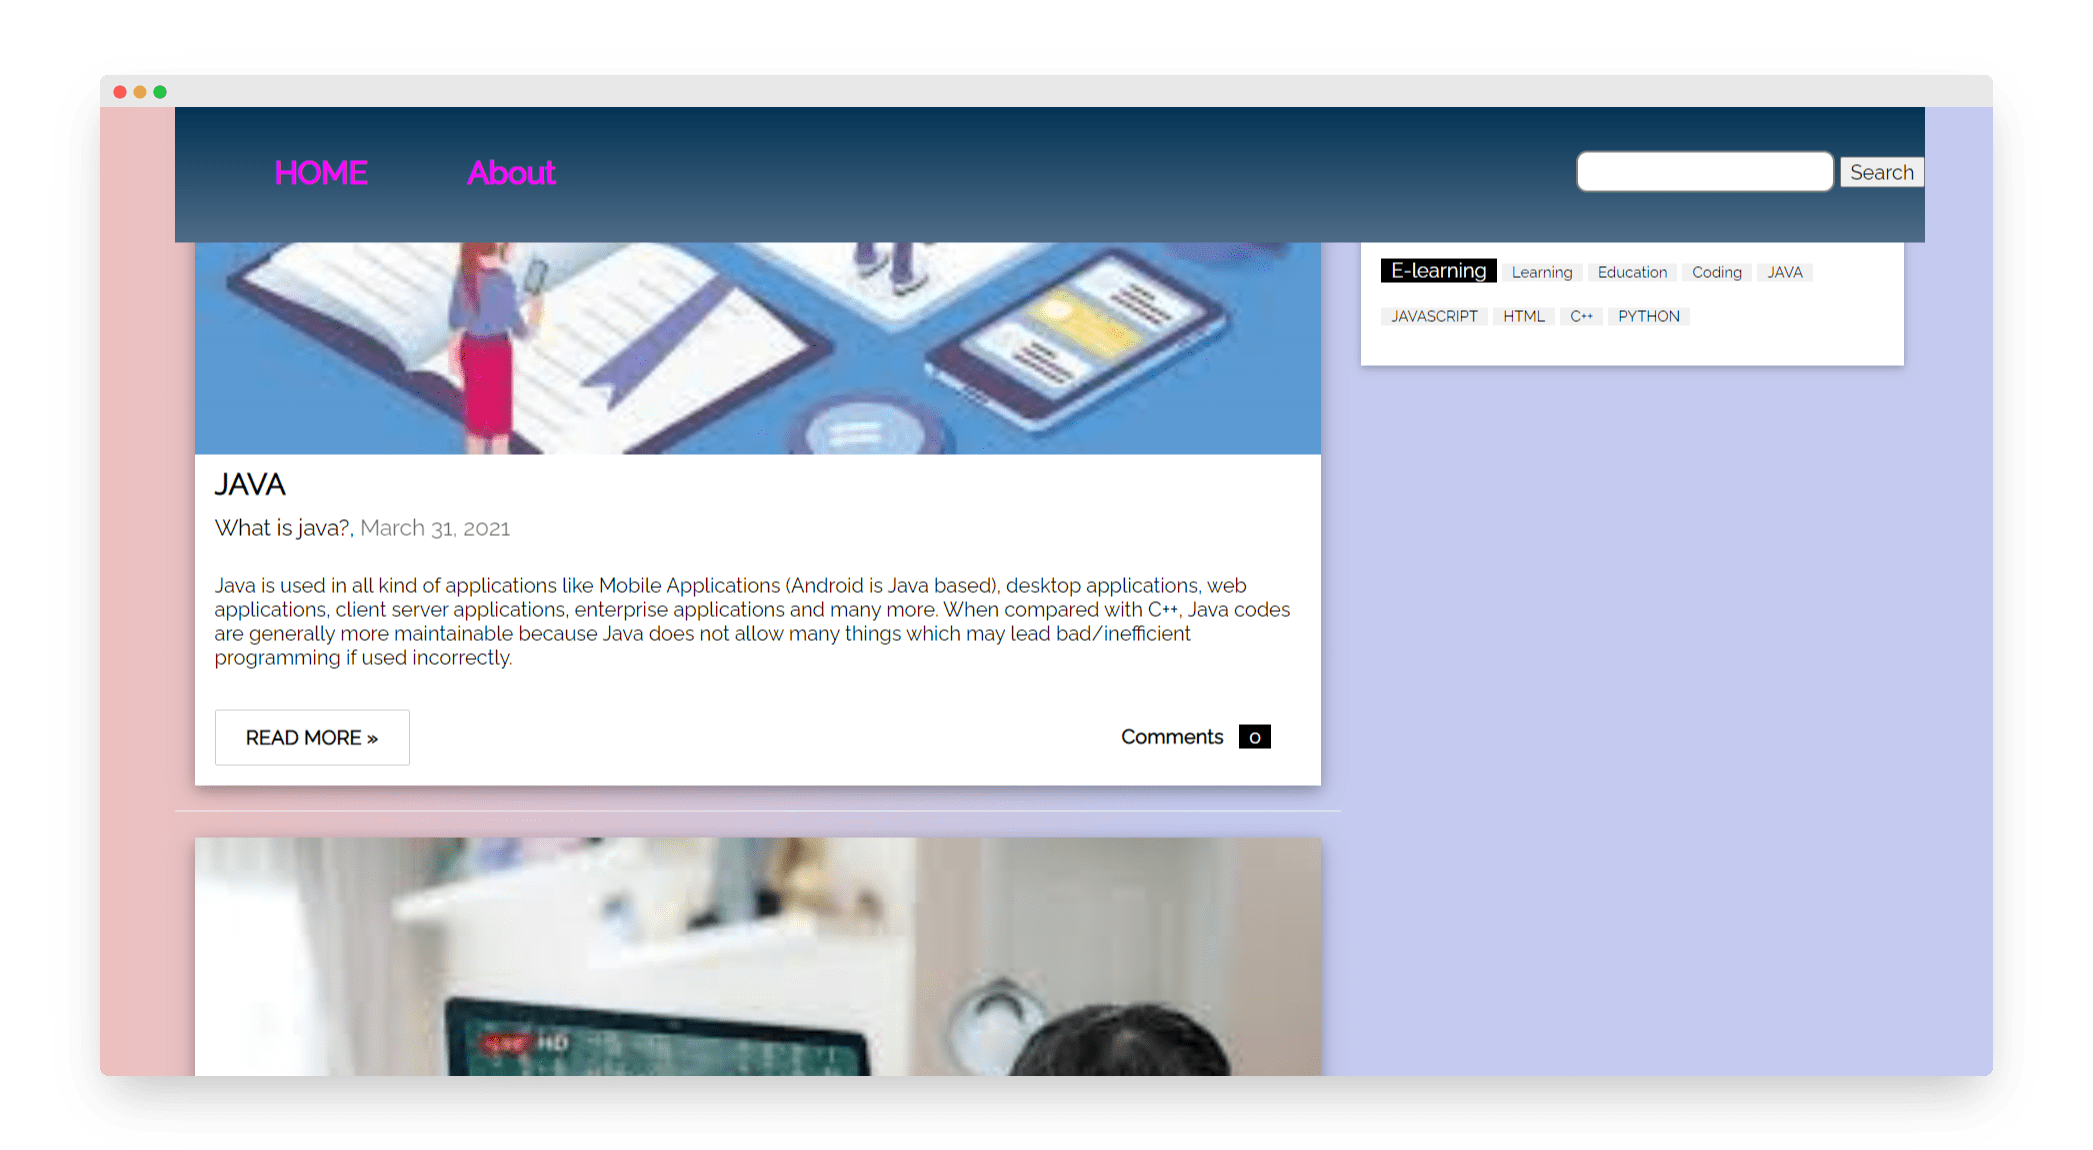 HOME About Search
E-learning Learning Education Coding JAVA
JAVASCRIPT HTML C++ PYTHON
JAVA
What is java?, March 31, 2021
Java is used in all kind of applications like Mobile Applications (Android is Java based), desktop applications, web
applications, client server applications, enterprise applications and many more. When compared with C++, Java codes
are generally more maintainable because Java does not allow many things which may lead bad/inefficient
programming if used incorrectly.
READ MORE » Comments 0
HD